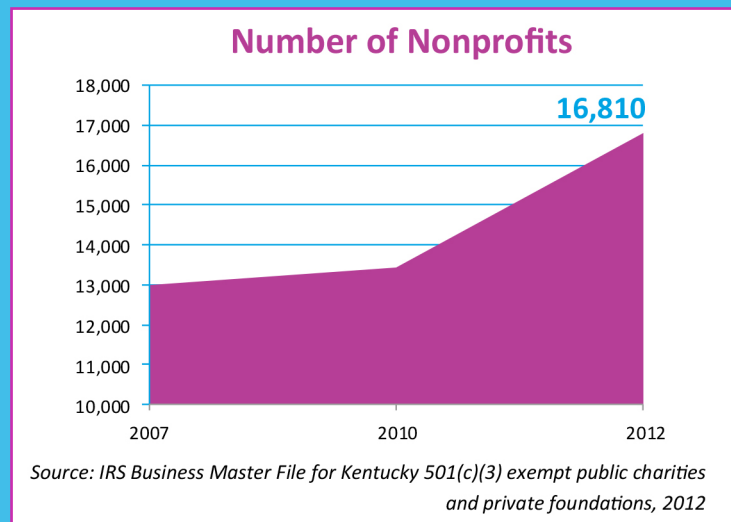 Number of Nonprofits
18,000
16,810
17,000
16,000
15,000
14,000
13,000
12,000
11,000
10,000
2007 2010 2012
Source: IRS Business Master File for Kentucky 501(c)(3) exempt public charities
and private foundations, 2012